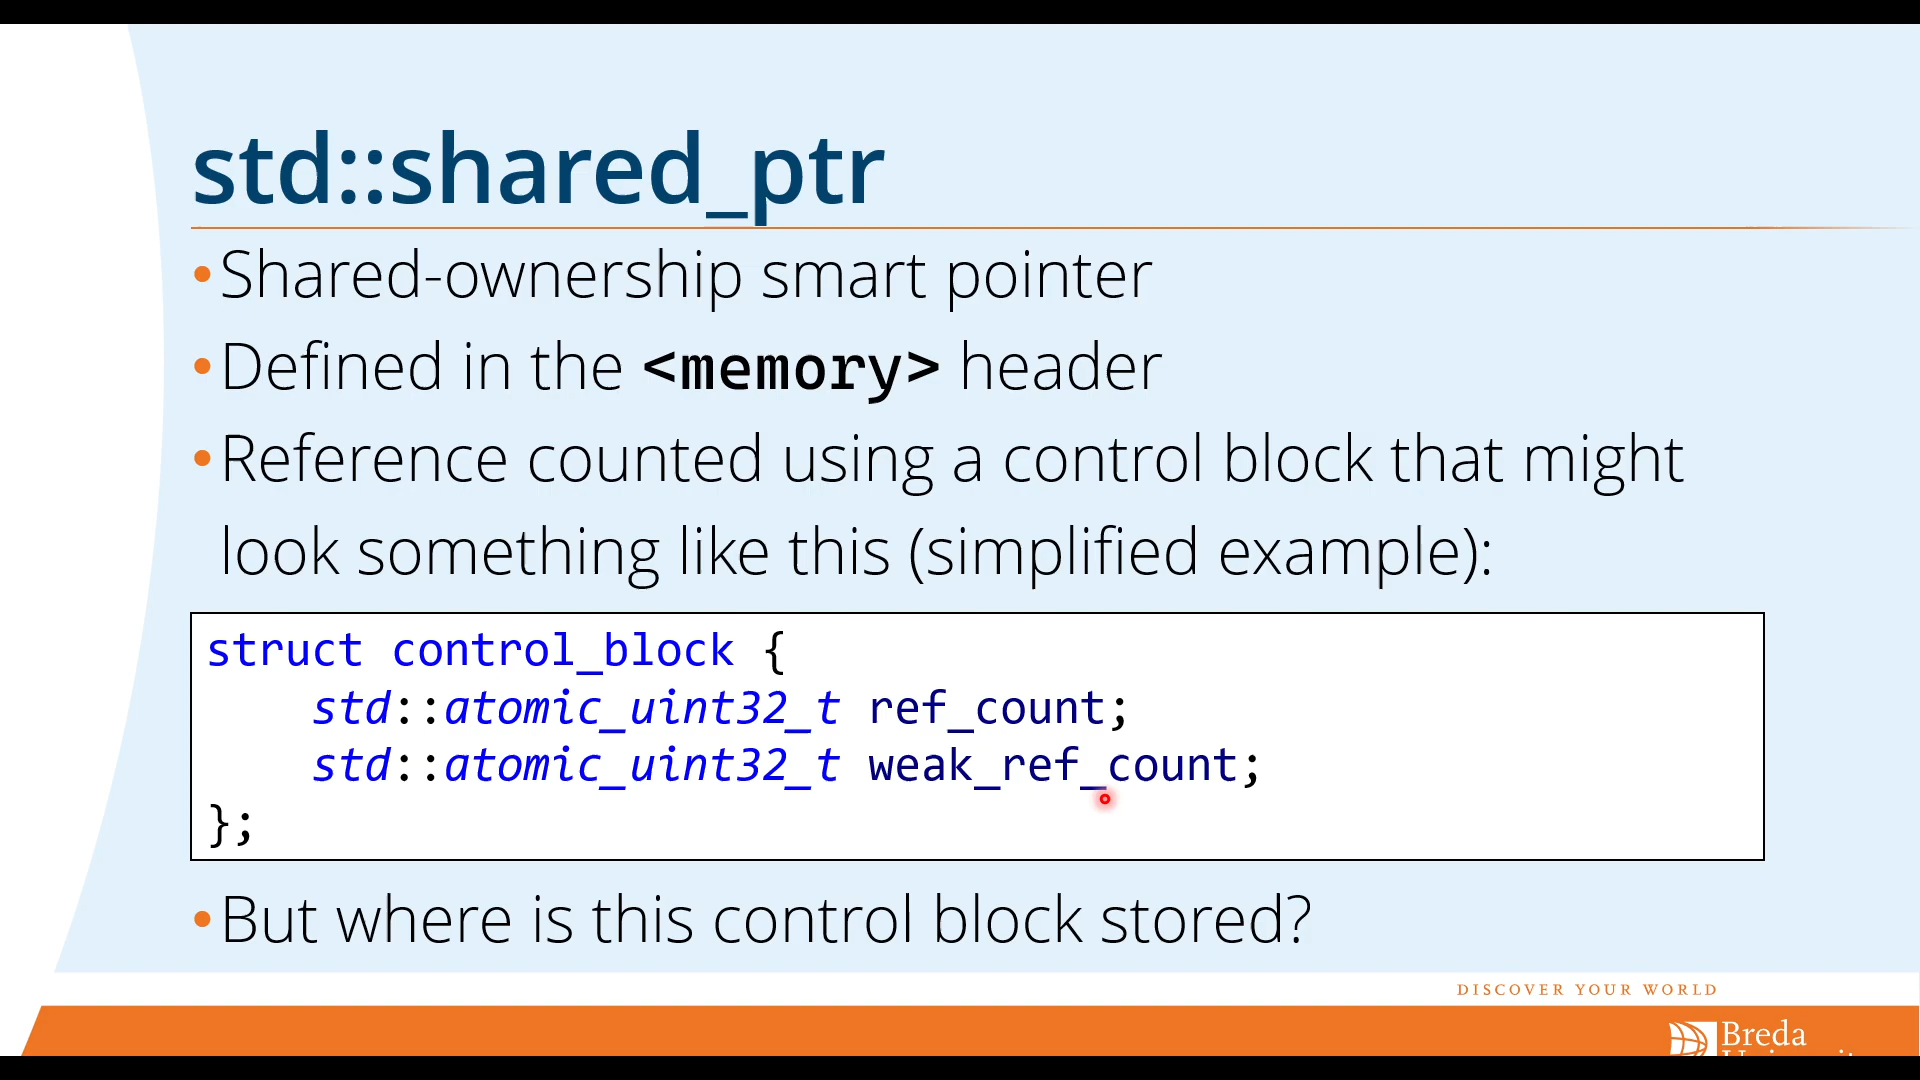 std::shared_ptr
•Shared-ownership smart pointer
•Defined in the <memory> header
•Reference counted using a control block that might
look something like this (simplified example):
struct control_block {
    std::atomic_uint32_t ref_count;
    std::atomic_uint32_t weak_ref_count;
};
•But where is this control block stored?
DISCOVER YOUR WORLD
Breda